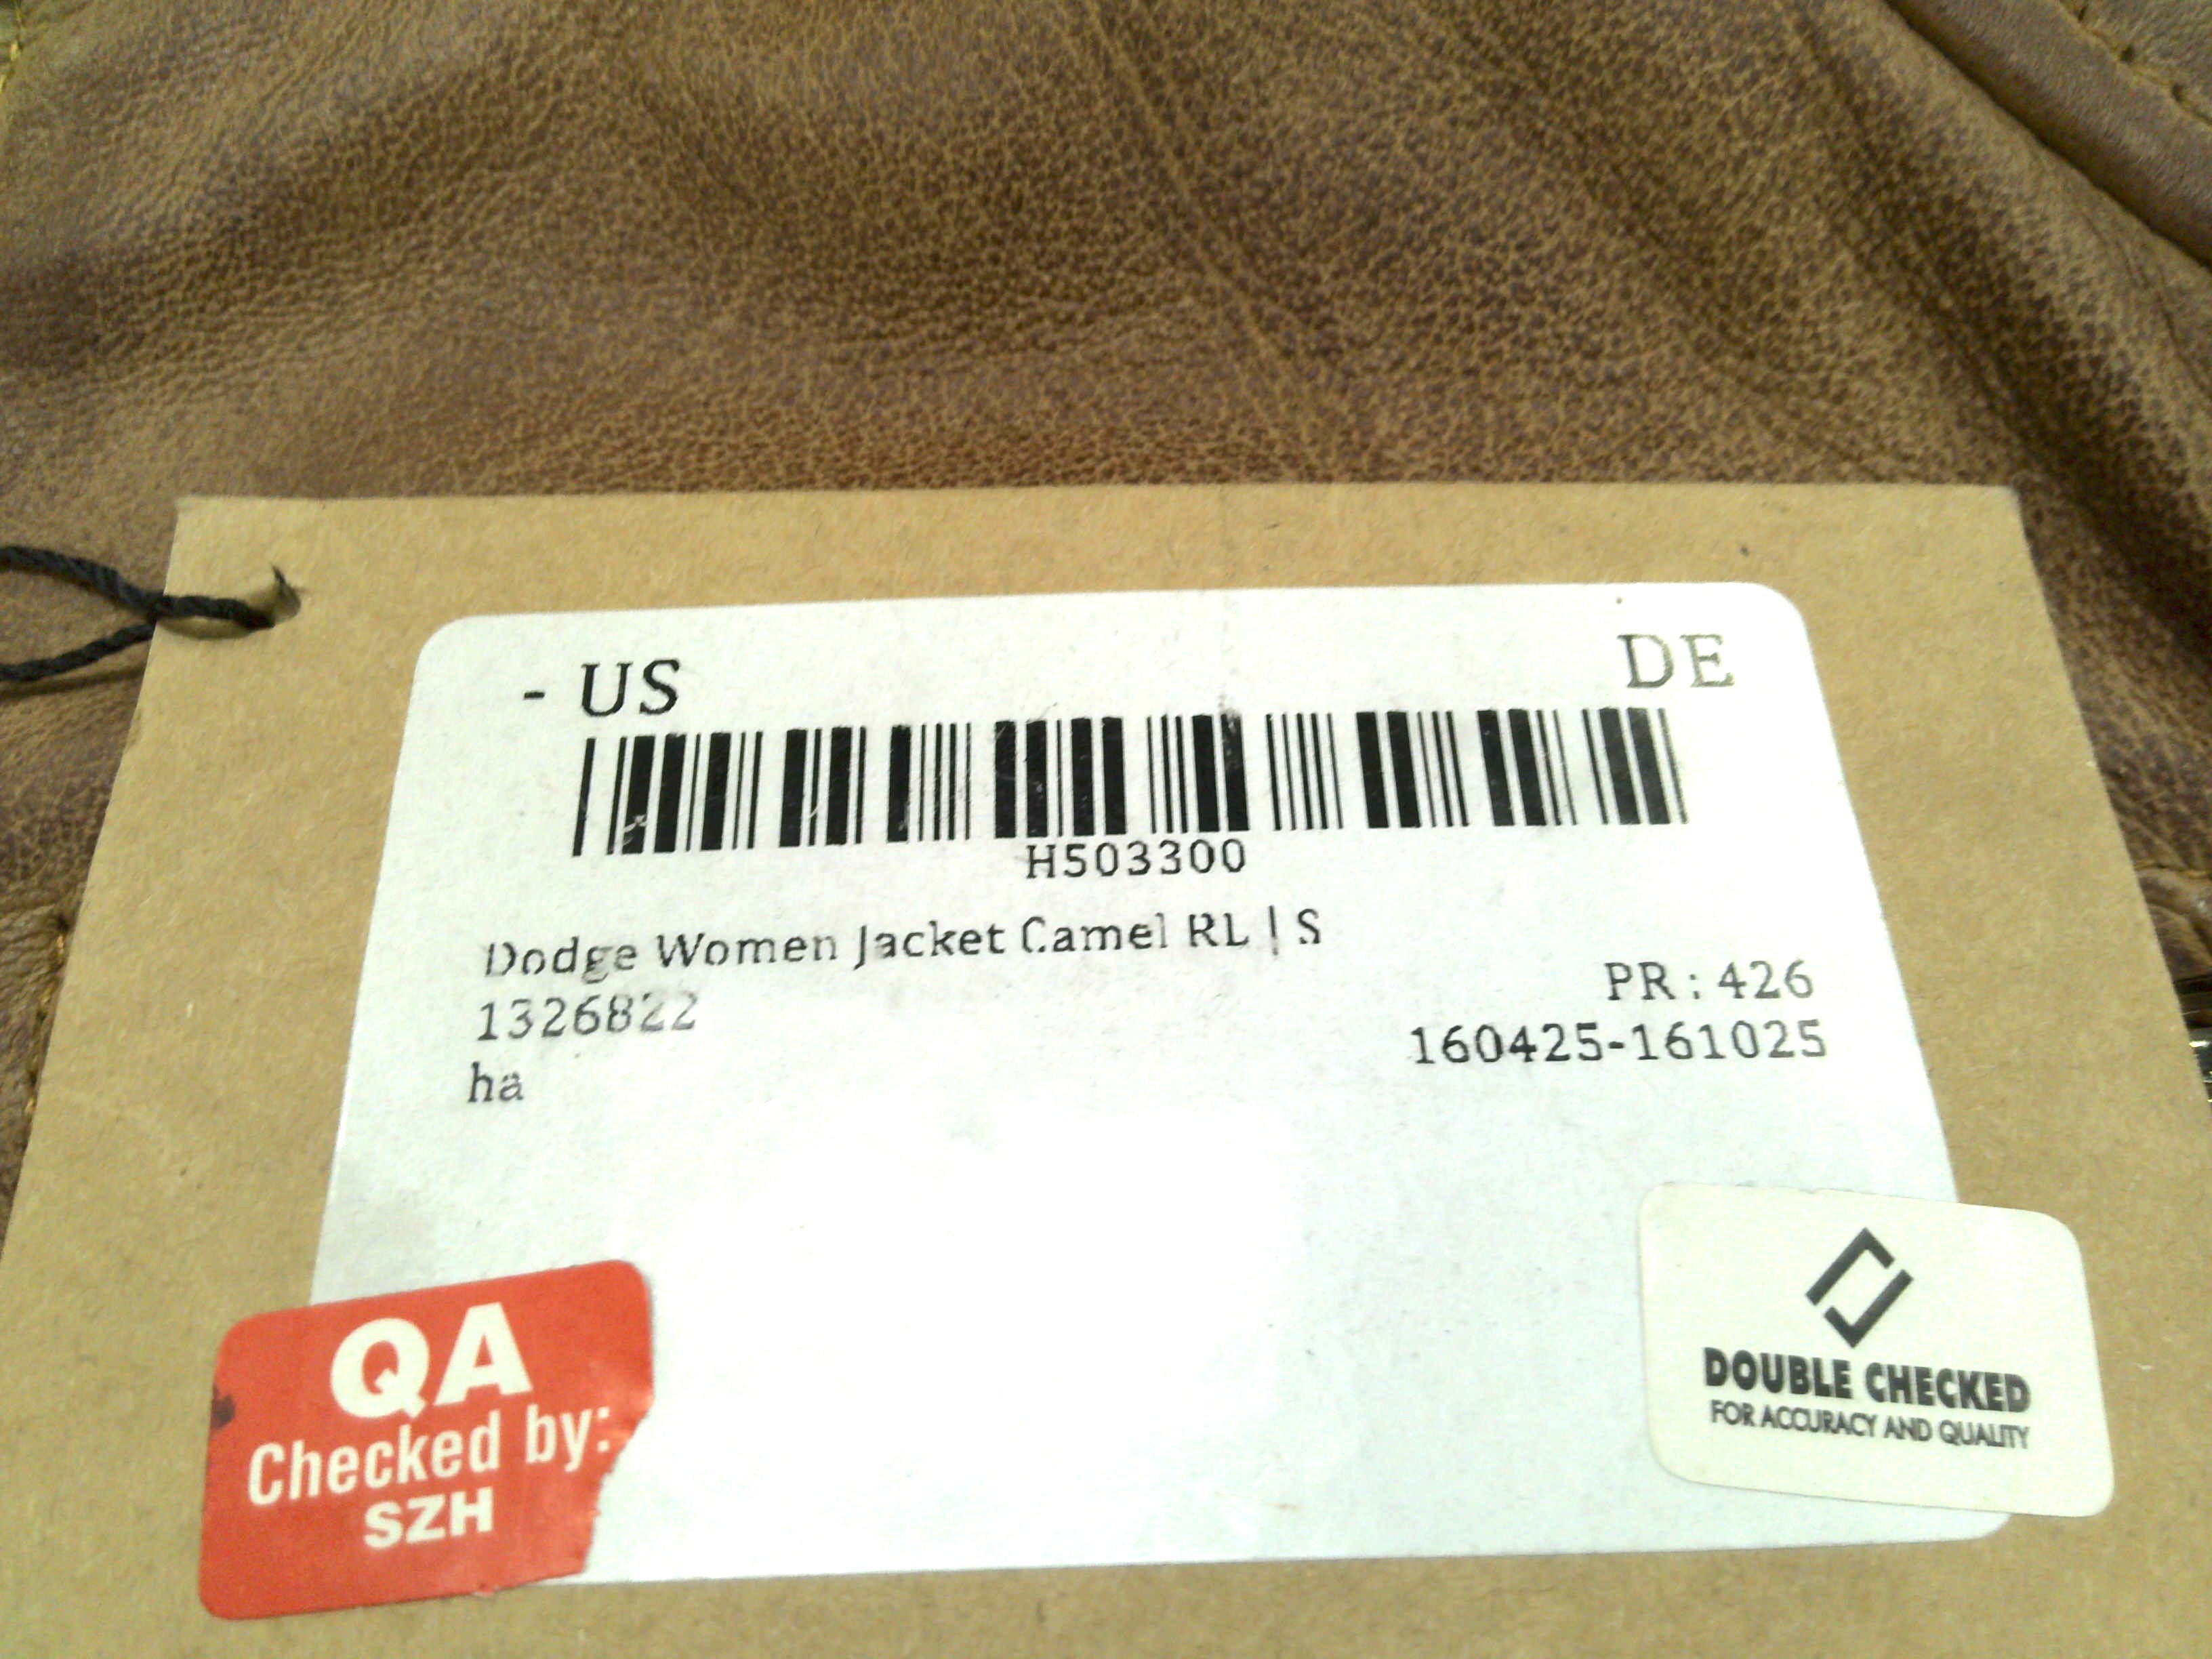 - US DE
H503300
Dodge Women Jacket Camel RL | S
1326822
PR : 426
ha
160425-161025
QA
Checked by:
SZH
DOUBLE CHECKED
FOR ACCURACY AND QUALITY